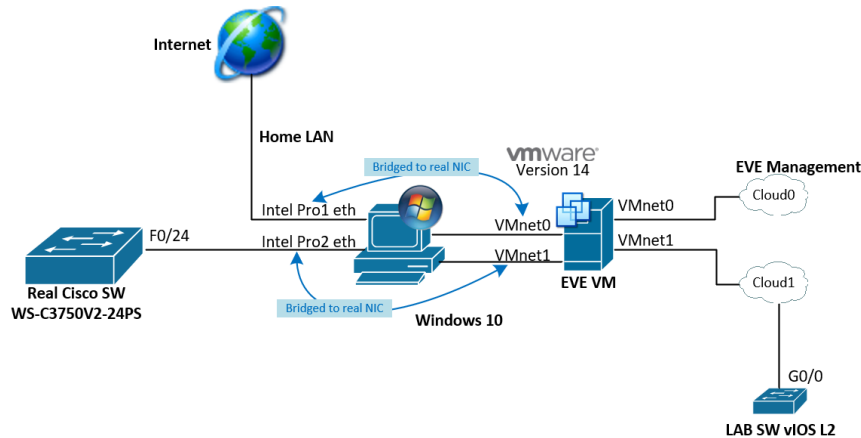 Internet
Home LAN
Bridged to real NIC
vmware
Version 14
EVE Management
Cloud0
VMnet0
VMnet0
Intel Pro1 eth
F0/24
Intel Pro2 eth
VMnet1
VMnet1
EVE VM
Cloud1
Real Cisco SW
WS-C3750V2-24PS
Bridged to real NIC
Windows 10
G0/0
LAB SW vIOS L2